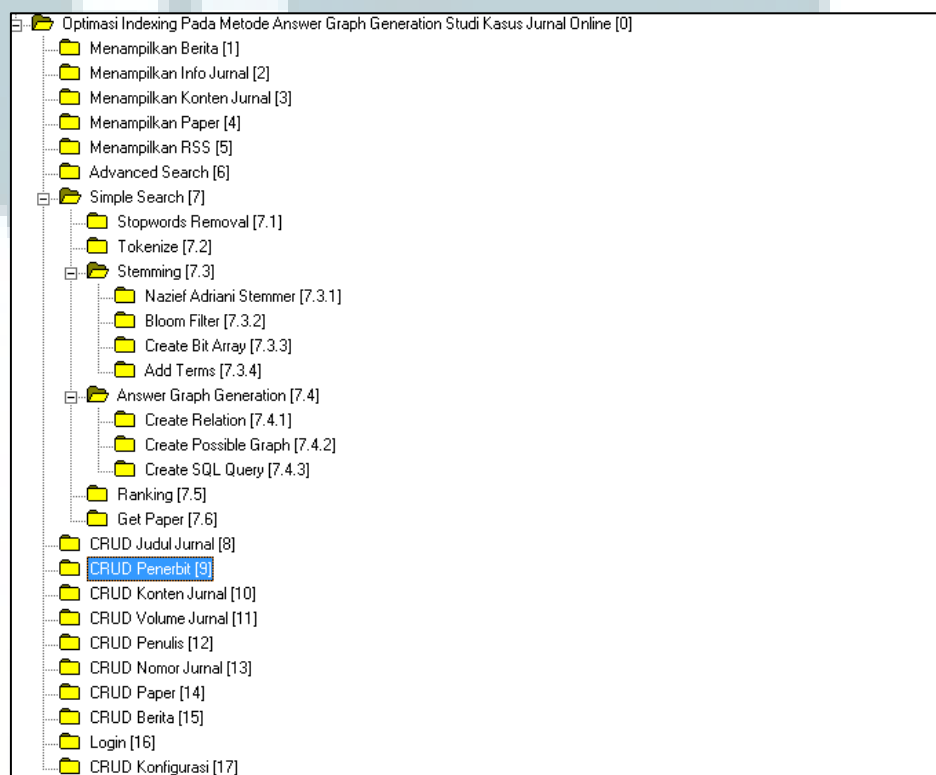 Optimasi Indexing Pada Metode Answer Graph Generation Studi Kasus Jurnal Online [0]
Menampilkan Berita [1]
Menampilkan Info Jurnal [2]
Menampilkan Konten Jurnal [3]
Menampilkan Paper [4]
Menampilkan RSS [5]
Advanced Search [6]
Simple Search [7]
Stopwords Removal [7.1]
Tokenize [7.2]
Stemming [7.3]
Nazief Adriani Stemmer [7.3.1]
Bloom Filter [7.3.2]
Create Bit Array [7.3.3]
Add Terms [7.3.4]
Answer Graph Generation [7.4]
Create Relation [7.4.1]
Create Possible Graph [7.4.2]
Create SQL Query [7.4.3]
Ranking [7.5]
Get Paper [7.6]
CRUD Judul Jurnal [8]
CRUD Penerbit [9]
CRUD Konten Jurnal [10]
CRUD Volume Jurnal [11]
CRUD Penulis [12]
CRUD Nomor Jurnal [13]
CRUD Paper [14]
CRUD Berita [15]
Login [16]
CRUD Konfigurasi [17]